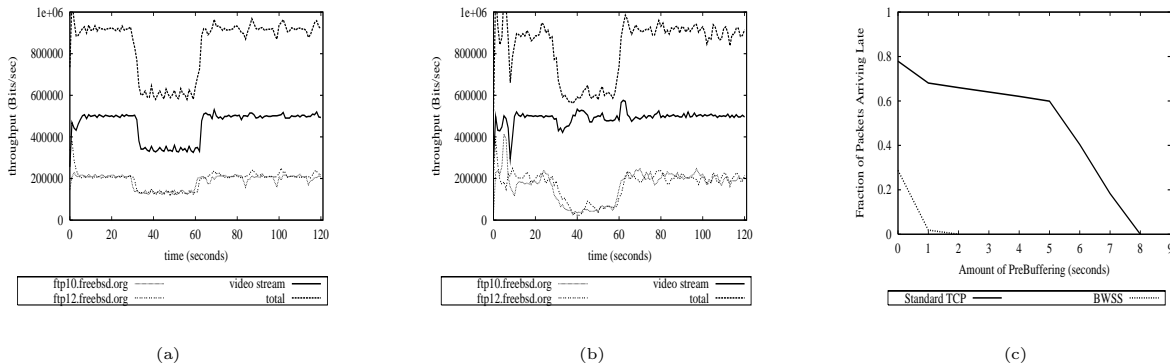 throughput (Bits/sec)
1e+06
800000
600000
400000
200000
0
0 20 40 60 80 100 120
time (seconds)
ftp10.freebsd.org video stream
ftp12.freebsd.org total
(a)
throughput (Bits/sec)
1e+06
800000
600000
400000
200000
0
0 20 40 60 80 100 120
time (seconds)
ftp10.freebsd.org video stream
ftp12.freebsd.org total
(b)
Fraction of Packets Arriving Late
1
0.8
0.6
0.4
0.2
0
0 1 2 3 4 5 6 7 8 9
Amount of PreBuffering (seconds)
Standard TCP BWSS
(c)